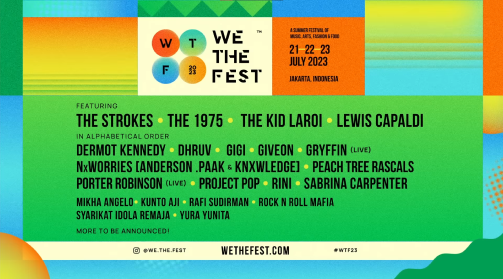 WTF
20
23
WE
THE
FEST
™
A SUMMER FESTIVAL OF
MUSIC, ARTS, FASHION & FOOD
21 22 23
JULY 2023
JAKARTA, INDONESIA
FEATURING
THE STROKES • THE 1975 • THE KID LAROI • LEWIS CAPALDI
IN ALPHABETICAL ORDER
DERMOT KENNEDY • DHRUV • GIGI • GIVEON • GRYFFIN (LIVE)
NxWORRIES [ANDERSON .PAAK & KNXWLEDGE] • PEACH TREE RASCALS
PORTER ROBINSON (LIVE) • PROJECT POP • RINI • SABRINA CARPENTER
MIKHA ANGELO • KUNTO AJI • RAFI SUDIRMAN • ROCK N ROLL MAFIA
SYARIKAT IDOLA REMAJA • YURA YUNITA
MORE TO BE ANNOUNCED!
@WE.THE.FEST WETHEFEST.COM #WTF23